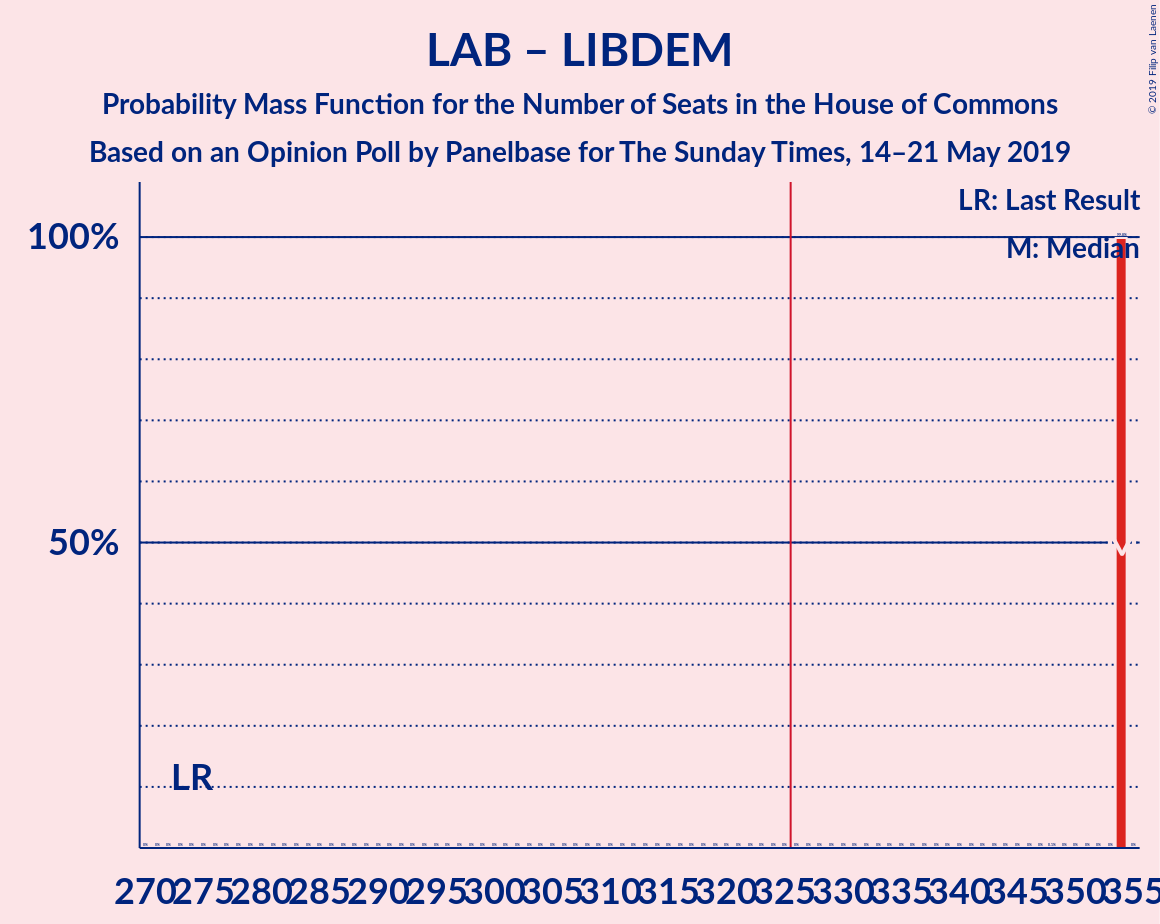 LAB – LIBDEM
Probability Mass Function for the Number of Seats in the House of Commons
Based on an Opinion Poll by Panelbase for The Sunday Times, 14–21 May 2019
© 2019 Filip van Laenen
LR: Last Result
M: Median
100%
50%
M
LR
270 275 280 285 290 295 300 305 310 315 320 325 330 335 340 345 350 355